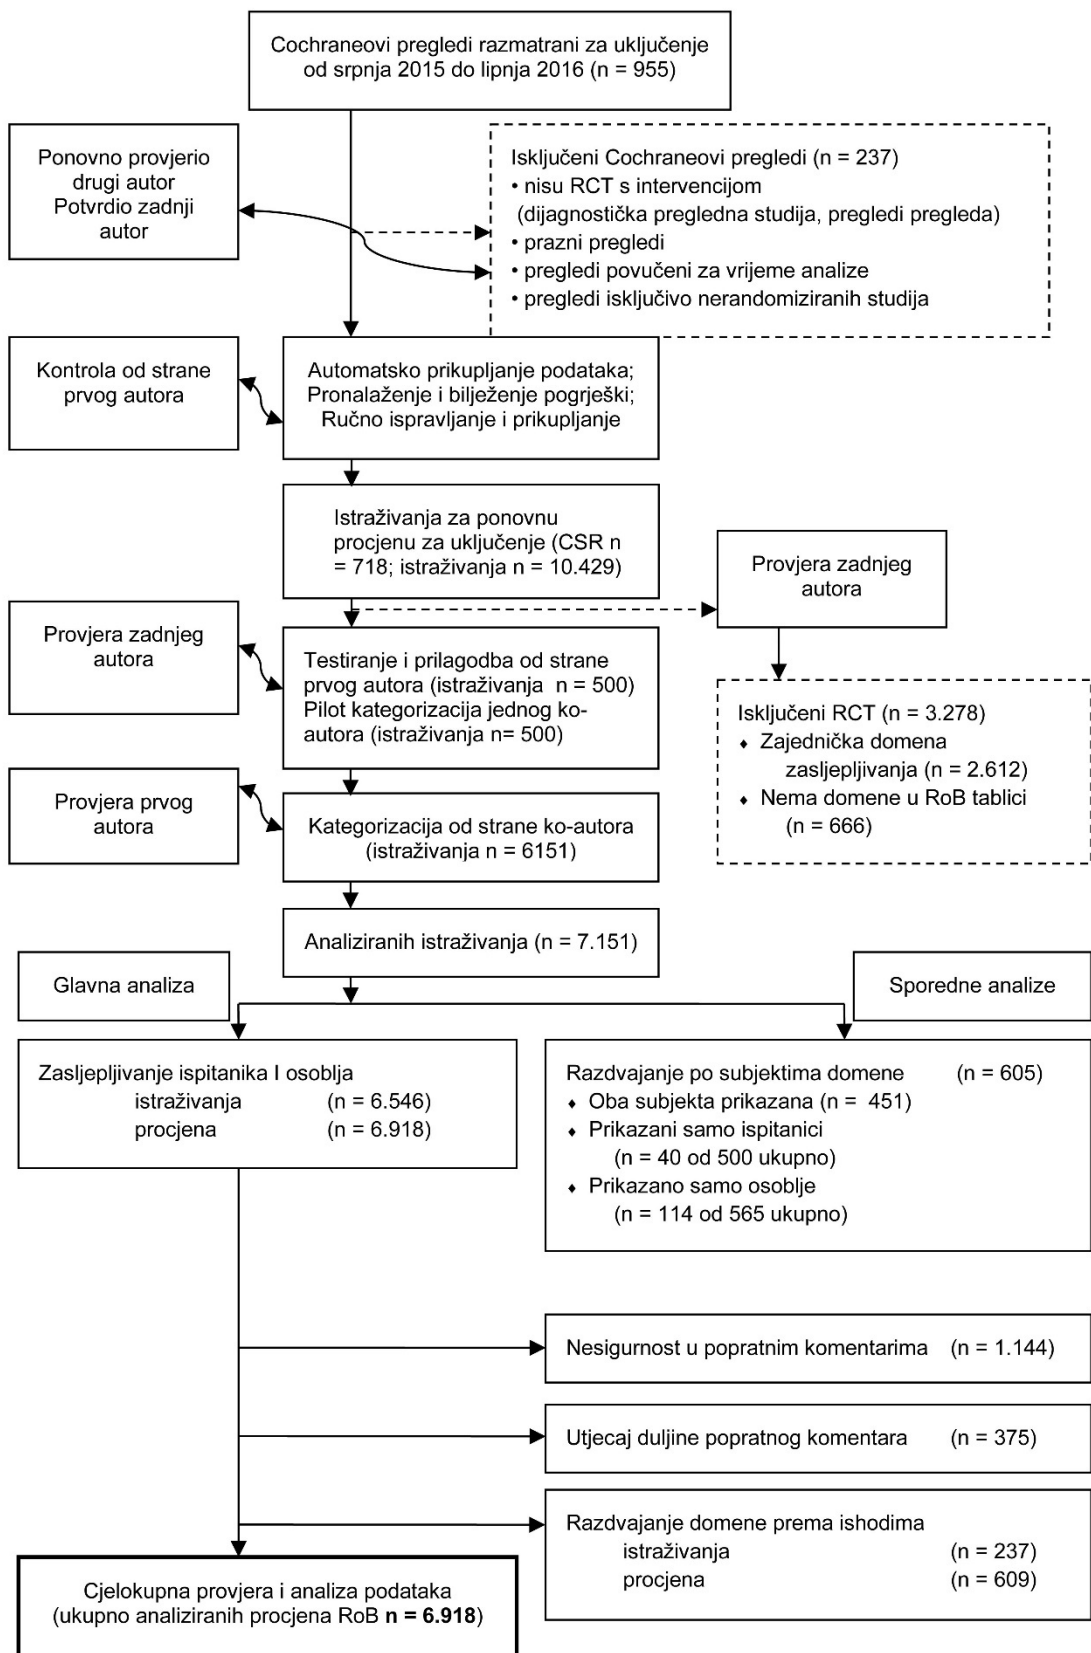 Cochraneovi pregledi razmatrani za uključenje
od srpnja 2015 do lipnja 2016 (n = 955)
Ponovno provjerio
drugi autor
Potvrdio zadnji
autor
Isključeni Cochraneovi pregledi (n = 237)
• nisu RCT s intervencijom
(dijagnostička pregledna studija, pregledi pregleda)
• prazni pregledi
• pregledi povučeni za vrijeme analize
• pregledi isključivo nerandomiziranih studija
Kontrola od strane
prvog autora
Automatsko prikupljanje podataka;
Pronalaženje i bilježenje pogrješki;
Ručno ispravljanje i prikupljanje
Istraživanja za ponovnu
procjenu za uključenje (CSR n
= 718; istraživanja n = 10.429)
Provjera zadnjeg
autora
Provjera zadnjeg
autora
Testiranje i prilagodba od strane
prvog autora (istraživanja  n = 500)
Pilot kategorizacija jednog ko-
autora (istraživanja n= 500)
Isključeni RCT (n = 3.278)
♦ Zajednička domena
zasljepljivanja (n = 2.612)
♦ Nema domene u RoB tablici
(n = 666)
Provjera prvog
autora
Kategorizacija od strane ko-autora
(istraživanja n = 6151)
Analiziranih istraživanja (n = 7.151)
Glavna analiza
Sporedne analize
Zasljepljivanje ispitanika I osoblja
istraživanja (n = 6.546)
procjena (n = 6.918)
Razdvajanje po subjektima domene (n = 605)
♦ Oba subjekta prikazana (n =  451)
♦ Prikazani samo ispitanici
(n = 40 od 500 ukupno)
♦ Prikazano samo osoblje
(n = 114 od 565 ukupno)
Nesigurnost u popratnim komentarima (n = 1.144)
Utjecaj duljine popratnog komentara (n = 375)
Razdvajanje domene prema ishodima
istraživanja (n = 237)
procjena (n = 609)
Cjelokupna provjera i analiza podataka
(ukupno analiziranih procjena RoB n = 6.918)